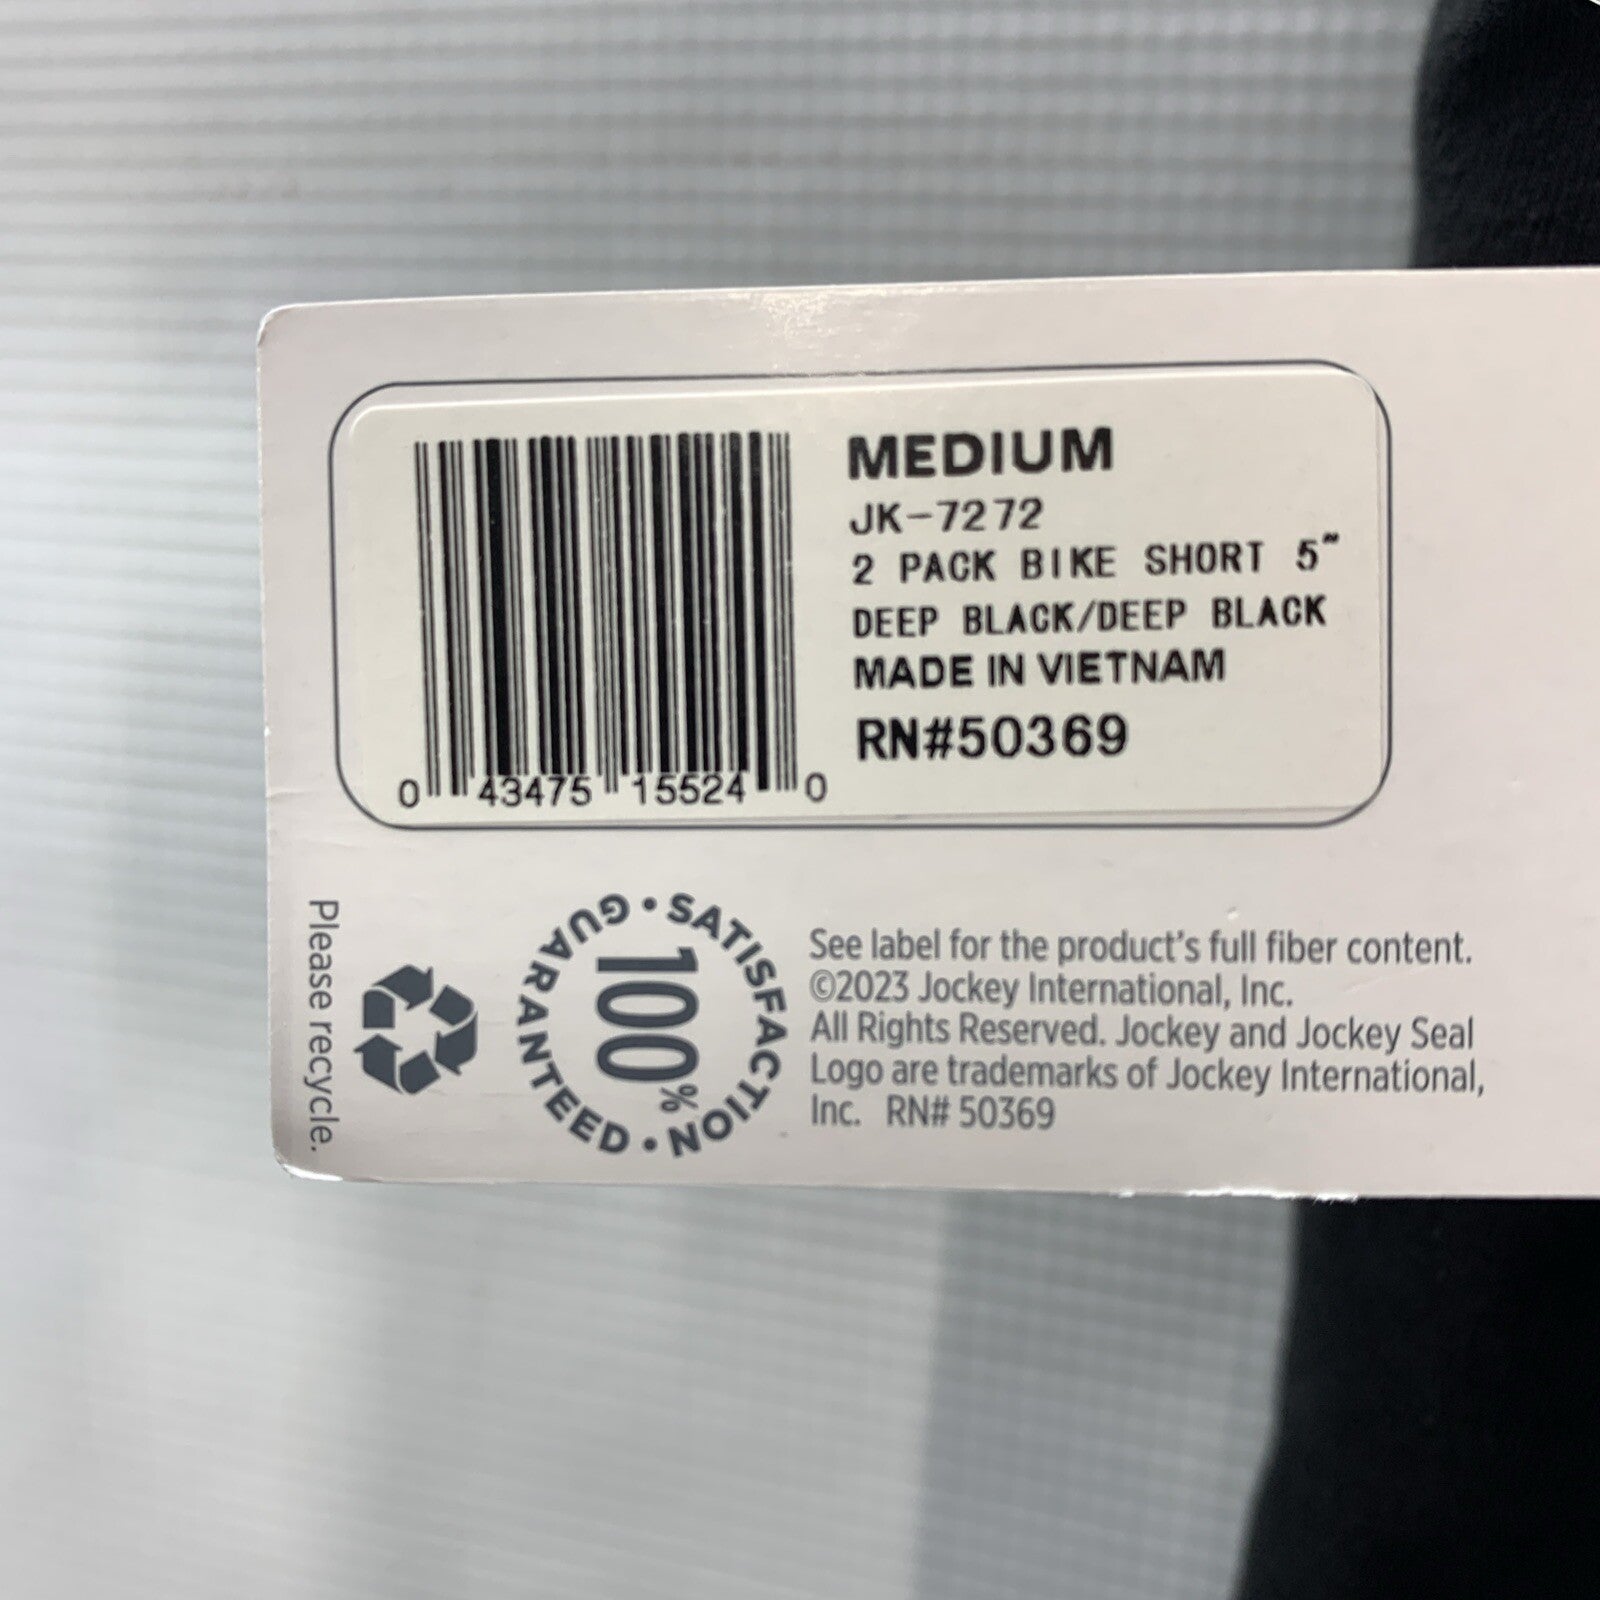 MEDIUM
JK-7272
2 PACK BIKE SHORT 5"
DEEP BLACK/DEEP BLACK
MADE IN VIETNAM
RN#50369
0 43475 15524 0
Please recycle.
SATISFACTION • GUARANTEED •
100%
See label for the product's full fiber content.
©2023 Jockey International, Inc.
All Rights Reserved. Jockey and Jockey Seal
Logo are trademarks of Jockey International,
Inc. RN# 50369